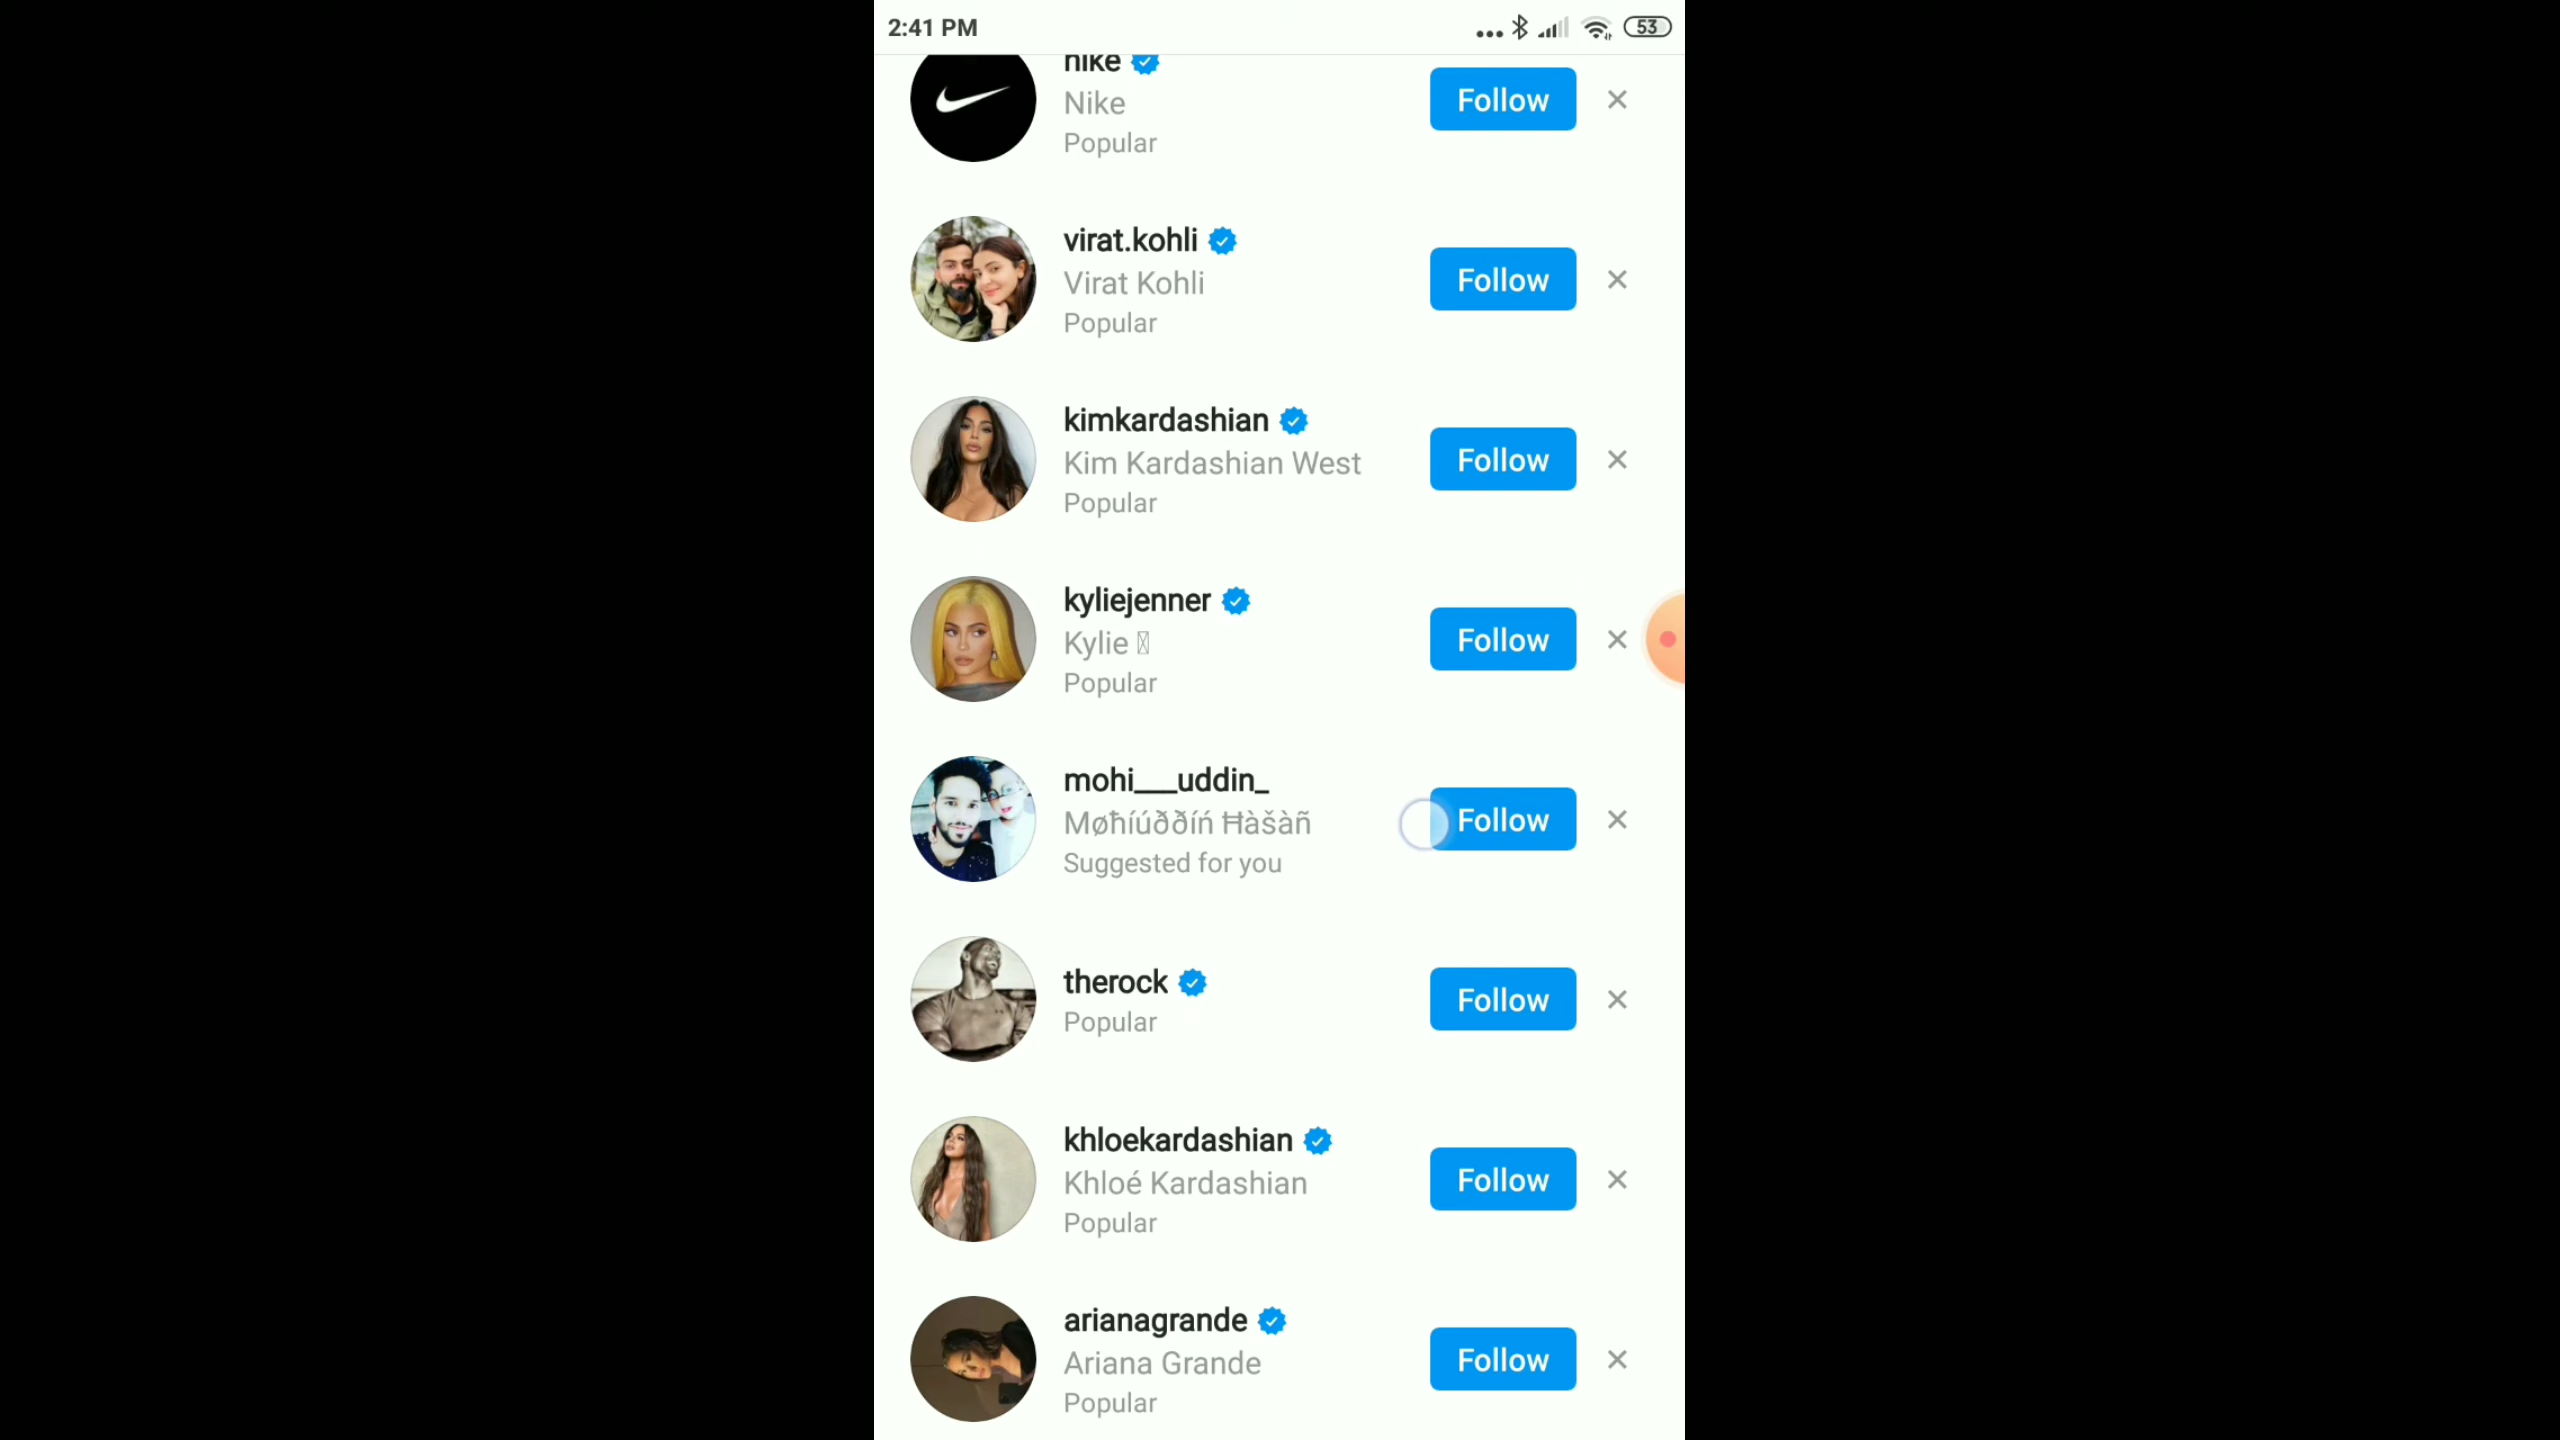 2:41 PM
53
nike
Nike
Popular
Follow
virat.kohli
Virat Kohli
Popular
Follow
kimkardashian
Kim Kardashian West
Popular
Follow
kyliejenner
Kylie
Popular
Follow
mohi___uddin_
Møħíúððíń Ħàšàñ
Suggested for you
Follow
therock
Popular
Follow
khloekardashian
Khloé Kardashian
Popular
Follow
arianagrande
Ariana Grande
Popular
Follow